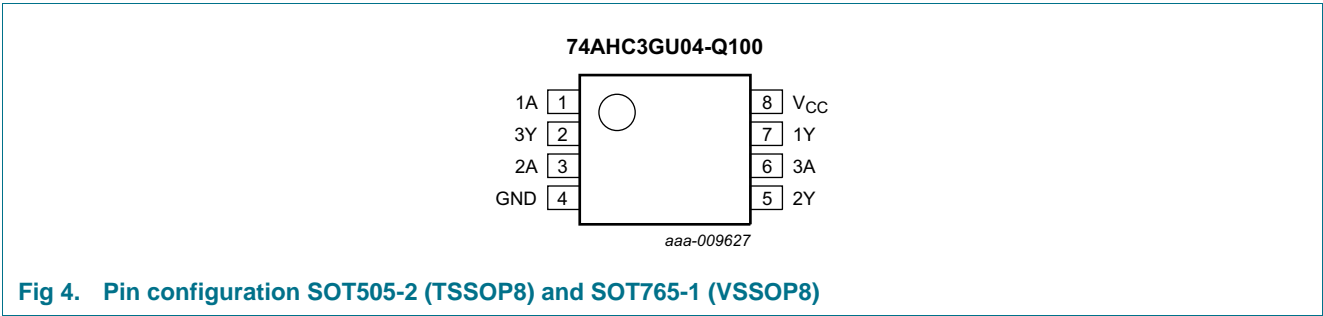 74AHC3GU04-Q100
1A 1 8 VCC
3Y 2 7 1Y
2A 3 6 3A
GND 4 5 2Y
aaa-009627
Fig 4. Pin configuration SOT505-2 (TSSOP8) and SOT765-1 (VSSOP8)